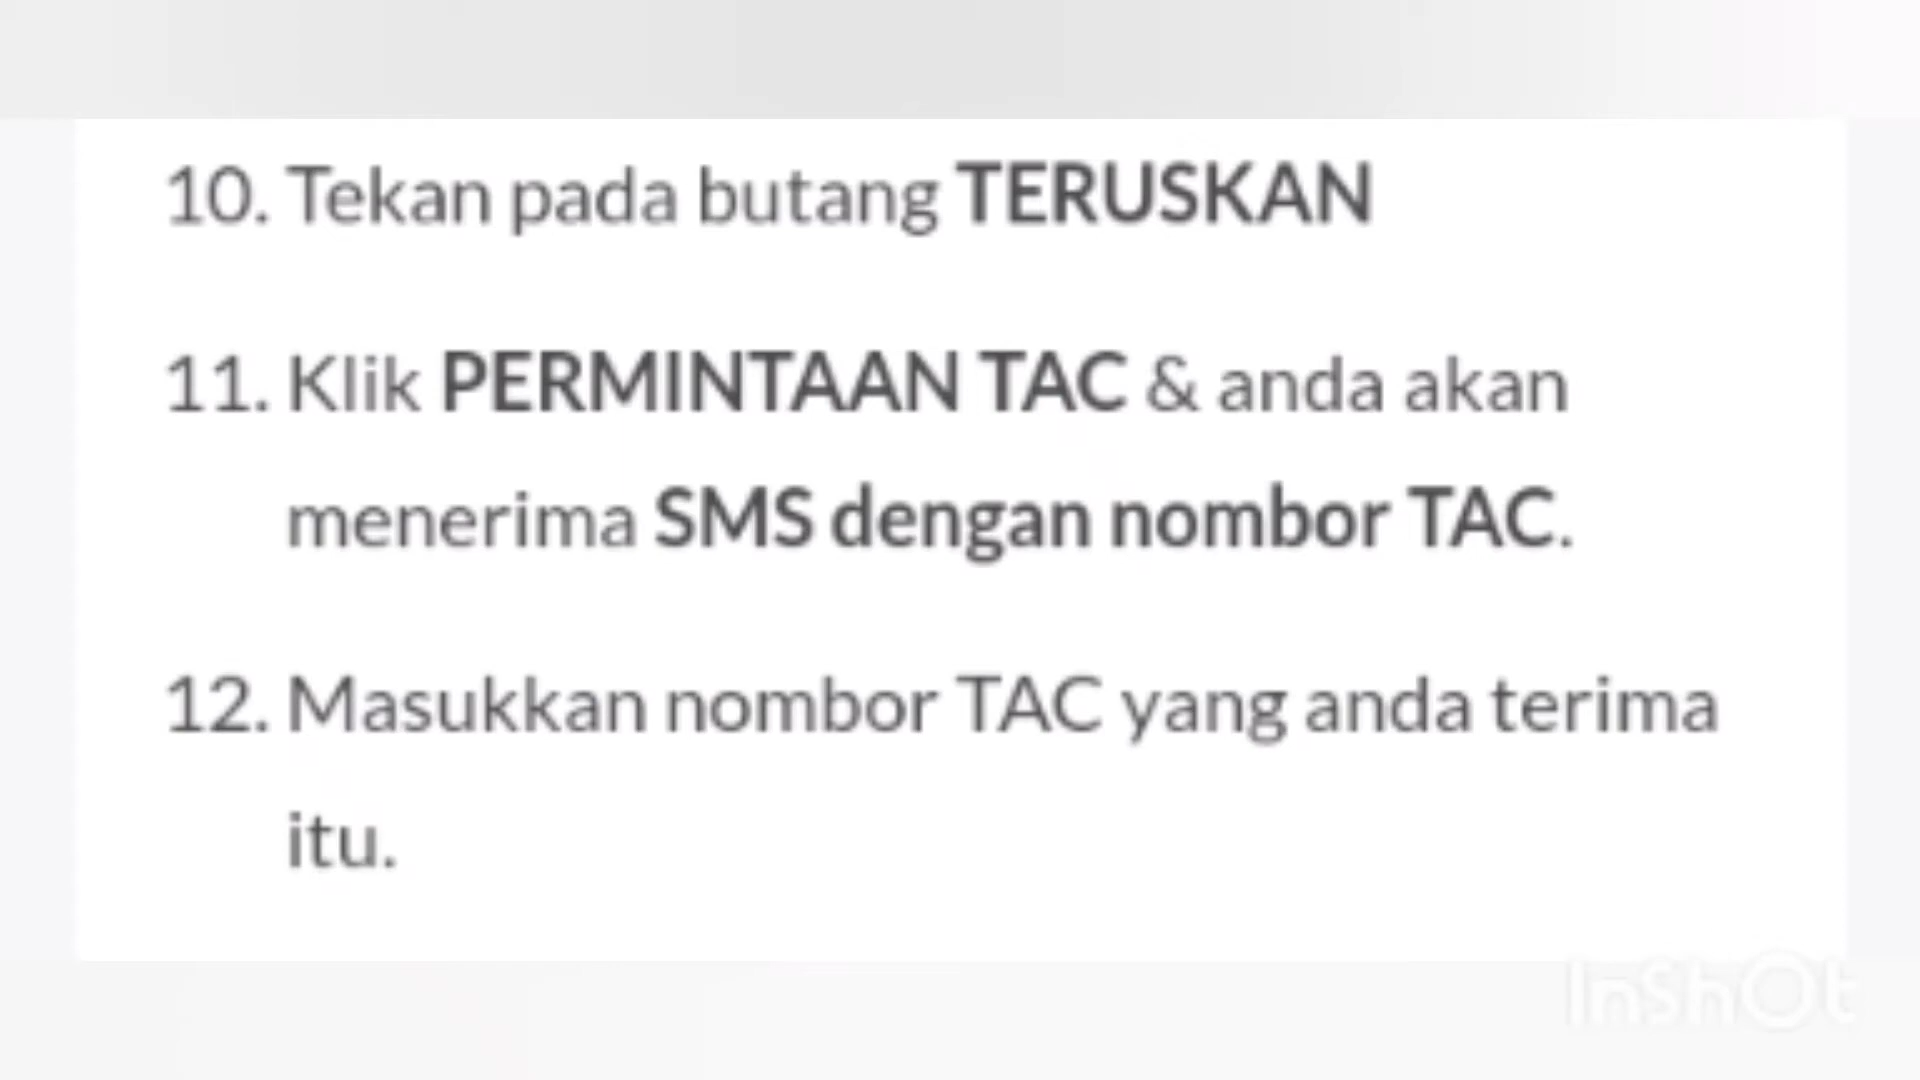 10. Tekan pada butang TERUSKAN
11. Klik PERMINTAAN TAC & anda akan
menerima SMS dengan nombor TAC.
12. Masukkan nombor TAC yang anda terima
itu.
InShOt